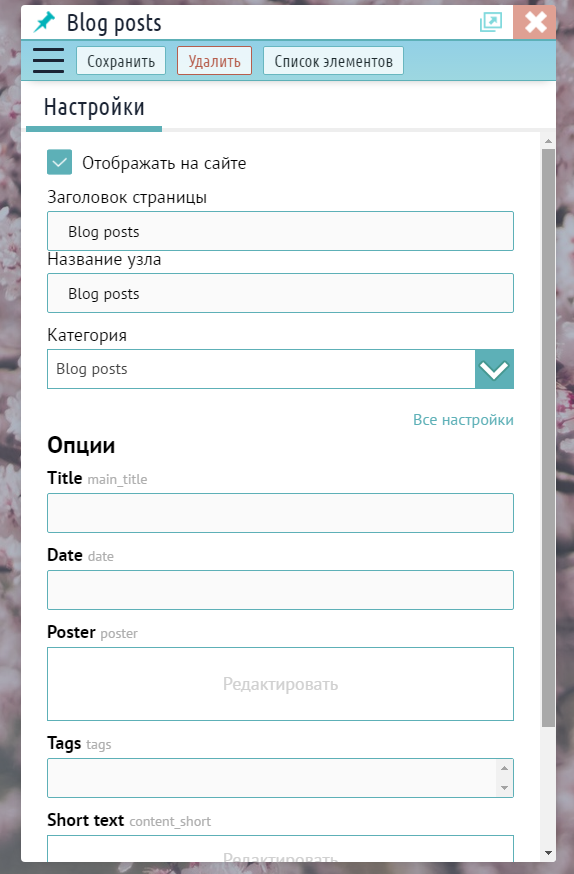 Blog posts
Сохранить Удалить Список элементов
Настройки
Отображать на сайте
Заголовок страницы
Blog posts
Название узла
Blog posts
Категория
Blog posts
Все настройки
Опции
Title main_title
Date date
Poster poster
Редактировать
Tags tags
Short text content_short
Редактировать